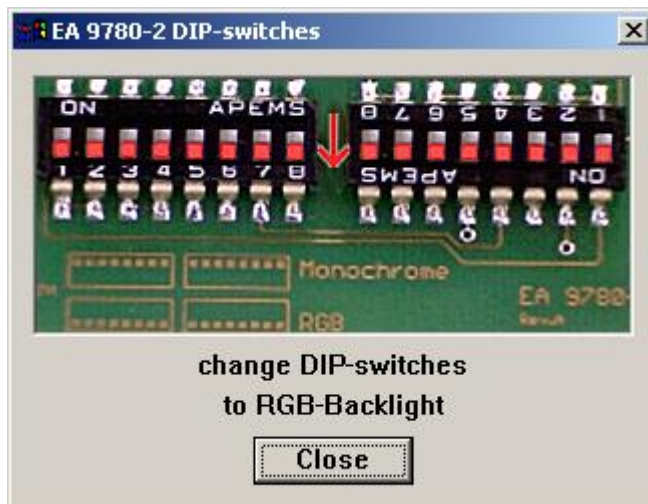 EA 9780-2 DIP-switches
ON APEMS
8 7 6 5 4 3 2 1
1 2 3 4 5 6 7 8
APEMS ON
Monochrome
EA 9780-
RGB
change DIP-switches
to RGB-Backlight
Close